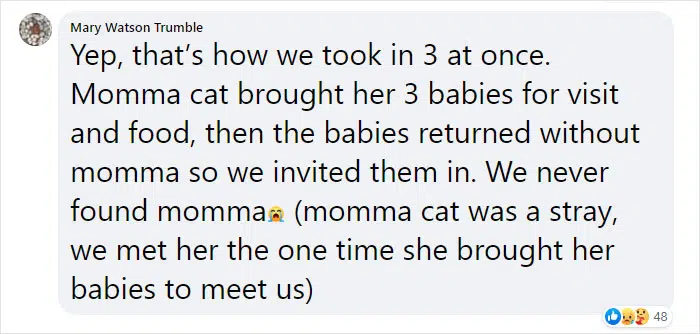 Mary Watson Trumble
Yep, that’s how we took in 3 at once.
Momma cat brought her 3 babies for visit
and food, then the babies returned without
momma so we invited them in. We never
found momma😭 (momma cat was a stray,
we met her the one time she brought her
babies to meet us)
48